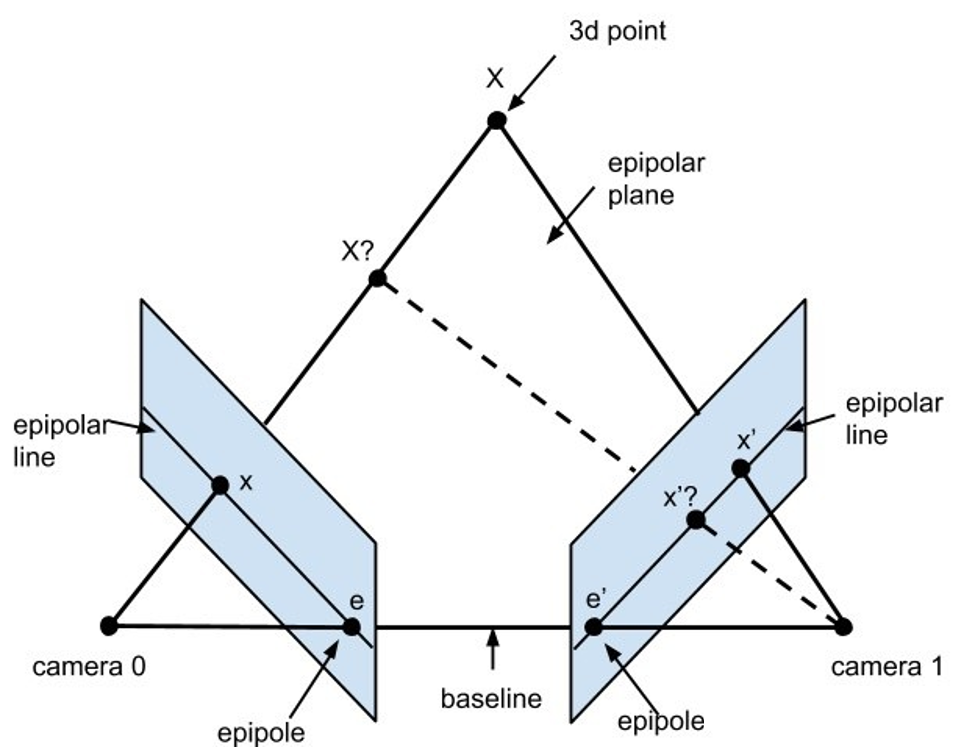 3d point
X
epipolar
plane
X?
epipolar
line
epipolar
line
x
x’
x’?
e
e’
camera 0
camera 1
baseline
epipole
epipole